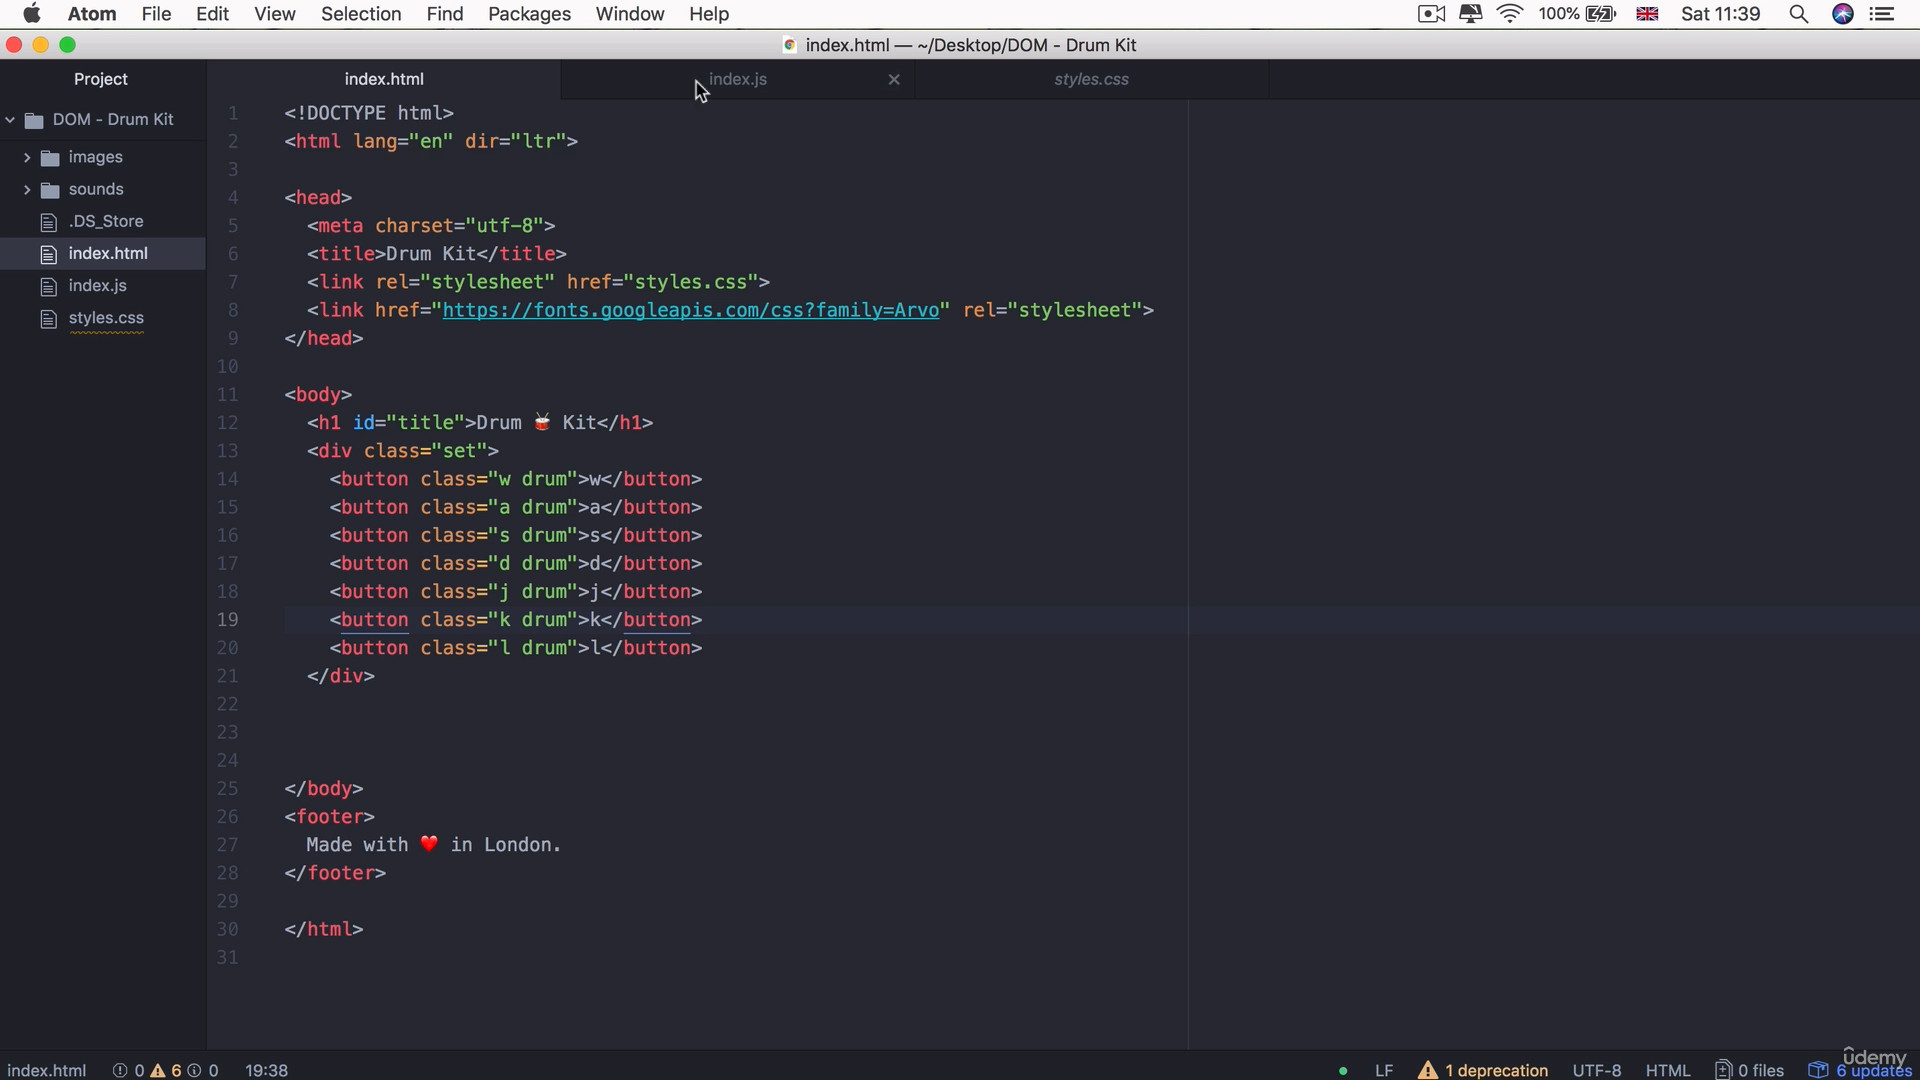 Atom File Edit View Selection Find Packages Window Help 100% Sat 11:39
index.html — ~/Desktop/DOM - Drum Kit
Project index.html index.js styles.css
DOM - Drum Kit
images
sounds
.DS_Store
index.html
index.js
styles.css
1 <!DOCTYPE html>
2 <html lang="en" dir="ltr">
3
4 <head>
5 <meta charset="utf-8">
6 <title>Drum Kit</title>
7 <link rel="stylesheet" href="styles.css">
8 <link href="https://fonts.googleapis.com/css?family=Arvo" rel="stylesheet">
9 </head>
10
11 <body>
12 <h1 id="title">Drum 🥁 Kit</h1>
13 <div class="set">
14 <button class="w drum">w</button>
15 <button class="a drum">a</button>
16 <button class="s drum">s</button>
17 <button class="d drum">d</button>
18 <button class="j drum">j</button>
19 <button class="k drum">k</button>
20 <button class="l drum">l</button>
21 </div>
22
23
24
25 </body>
26 <footer>
27 Made with ❤️ in London.
28 </footer>
29
30 </html>
31
index.html 0 6 0 19:38 LF 1 deprecation UTF-8 HTML 0 files 6 updates
ûdemy